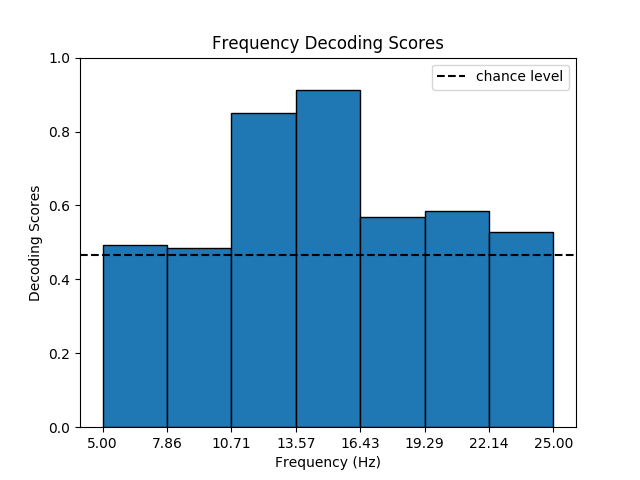 Frequency Decoding Scores
chance level
1.0
0.8
0.6
0.4
0.2
0.0
Decoding Scores
5.00 7.86 10.71 13.57 16.43 19.29 22.14 25.00
Frequency (Hz)